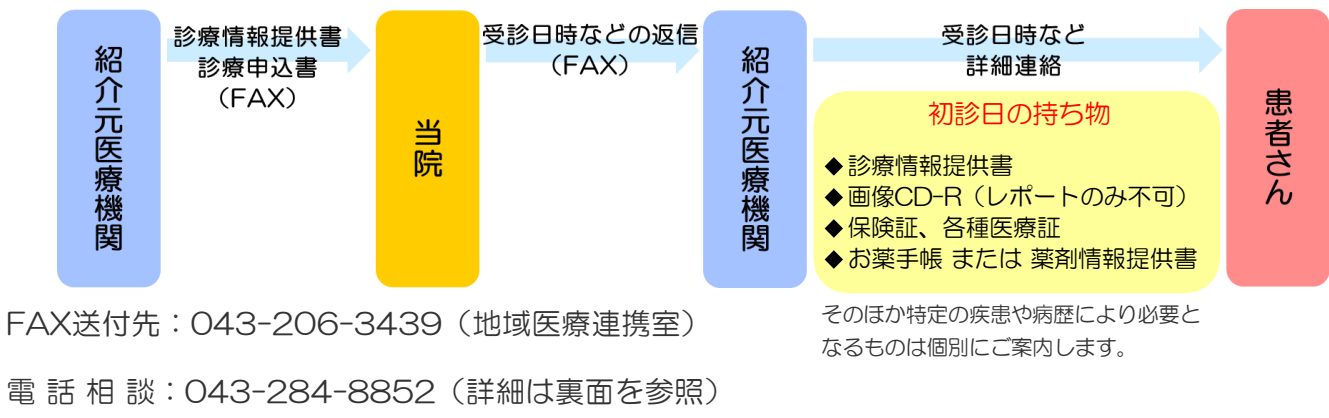 紹介元医療機関
診療情報提供書
診療申込書
（FAX）
当院
受診日時などの返信
（FAX）
紹介元医療機関
受診日時など
詳細連絡
初診日の持ち物
◆診療情報提供書
◆画像CD-R（レポートのみ不可）
◆保険証、各種医療証
◆お薬手帳 または 薬剤情報提供書
患者さん
そのほか特定の疾患や病歴により必要と
なるものは個別にご案内します。
FAX送付先：043-206-3439（地域医療連携室）
電 話 相 談：043-284-8852（詳細は裏面を参照）